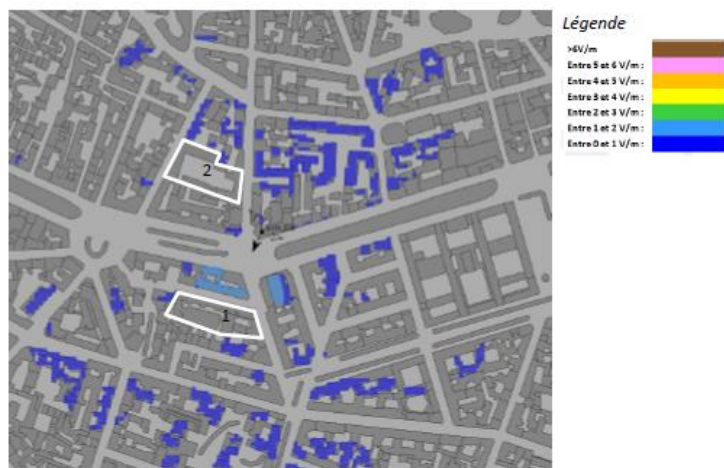 Légende
>6V/m
Entre 5 et 6 V/m :
Entre 4 et 5 V/m :
Entre 3 et 4 V/m :
Entre 2 et 3 V/m :
Entre 1 et 2 V/m :
Entre 0 et 1 V/m :
2
1